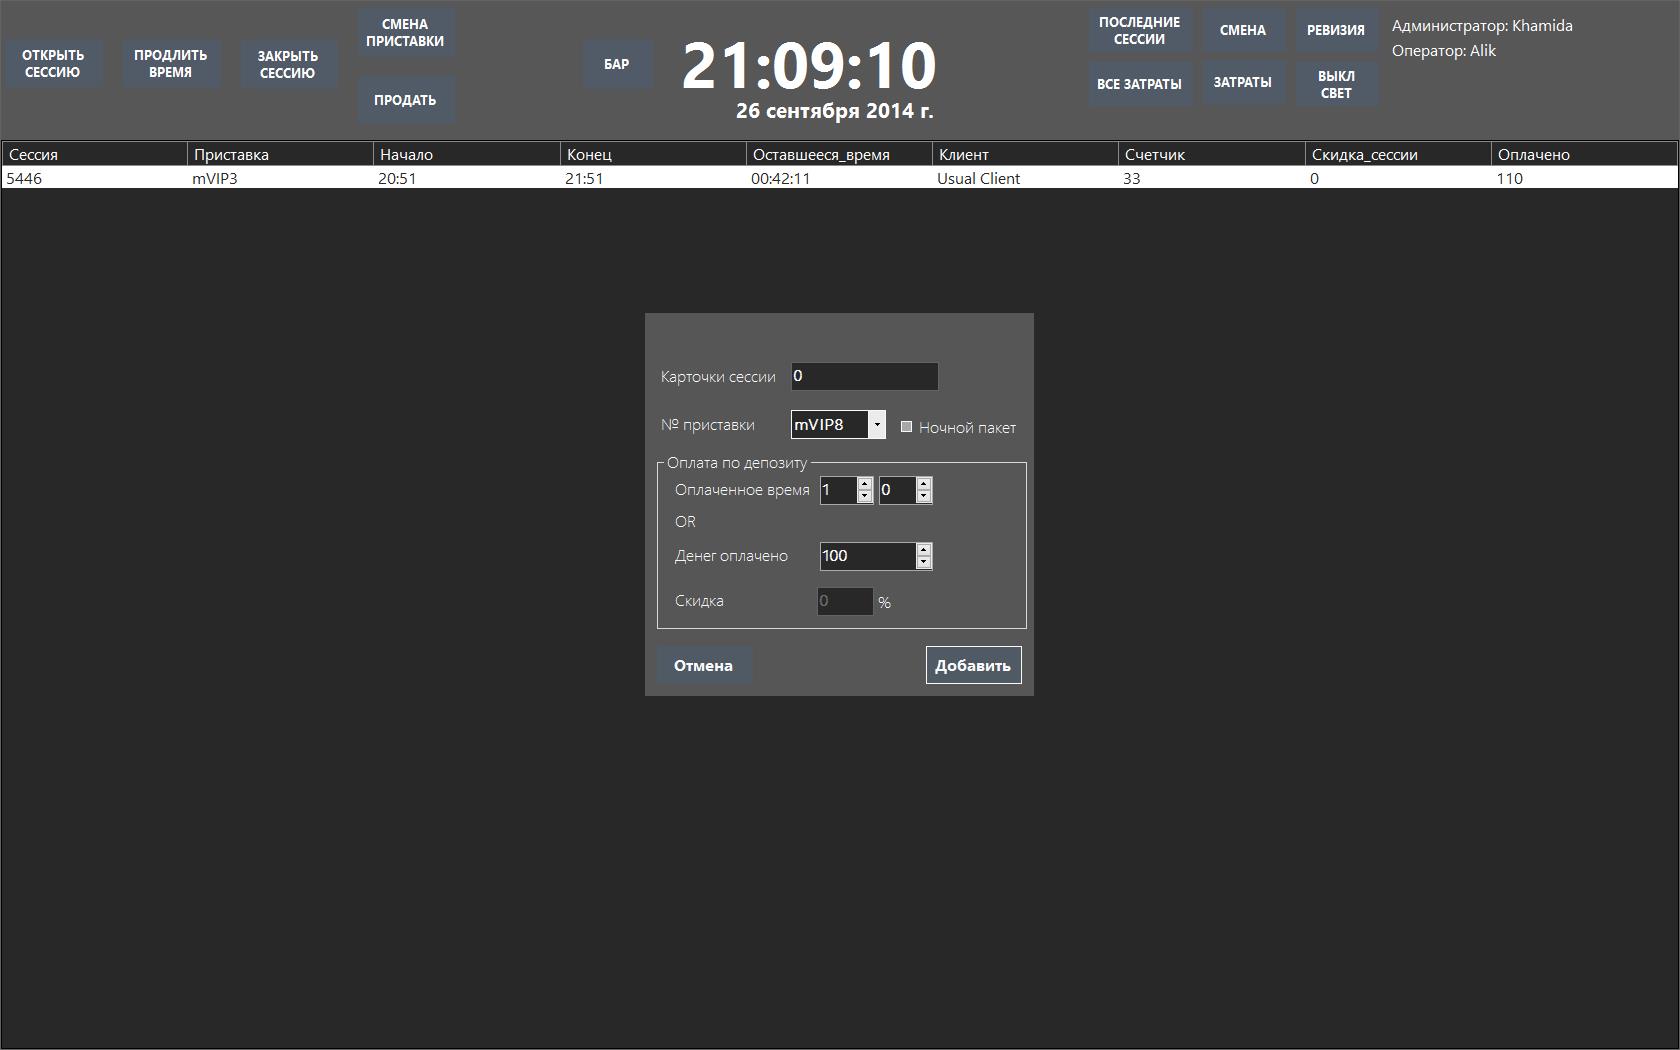 ОТКРЫТЬ
СЕССИЮ
ПРОДЛИТЬ
ВРЕМЯ
ЗАКРЫТЬ
СЕССИЮ
СМЕНА
ПРИСТАВКИ
ПРОДАТЬ
БАР
21:09:10
26 сентября 2014 г.
ПОСЛЕДНИЕ
СЕССИИ
СМЕНА
РЕВИЗИЯ
ВСЕ ЗАТРАТЫ
ЗАТРАТЫ
ВЫКЛ
СВЕТ
Администратор: Khamida
Оператор: Alik
Сессия Приставка Начало Конец Оставшееся_время Клиент Счетчик Скидка_сессии Оплачено
5446 mVIP3 20:51 21:51 00:42:11 Usual Client 33 0 110
Карточки сессии 0
№ приставки mVIP8 Ночной пакет
Оплата по депозиту
Оплаченное время 1 0
OR
Денег оплачено 100
Скидка 0 %
Отмена Добавить